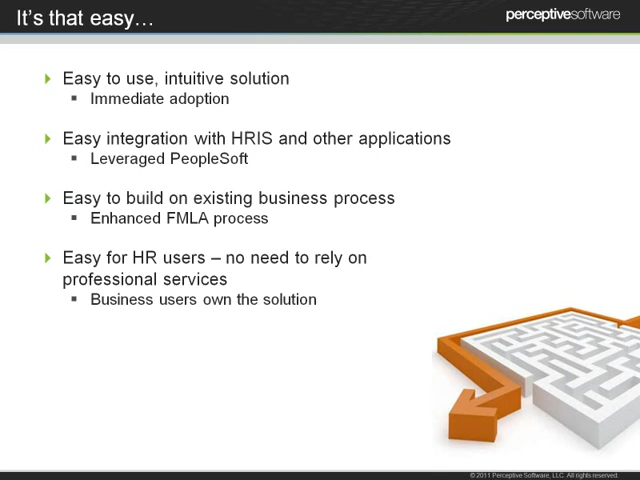 It's that easy…
perceptivesoftware
Easy to use, intuitive solution
Immediate adoption
Easy integration with HRIS and other applications
Leveraged PeopleSoft
Easy to build on existing business process
Enhanced FMLA process
Easy for HR users – no need to rely on
professional services
Business users own the solution
© 2011 Perceptive Software, LLC. All rights reserved.